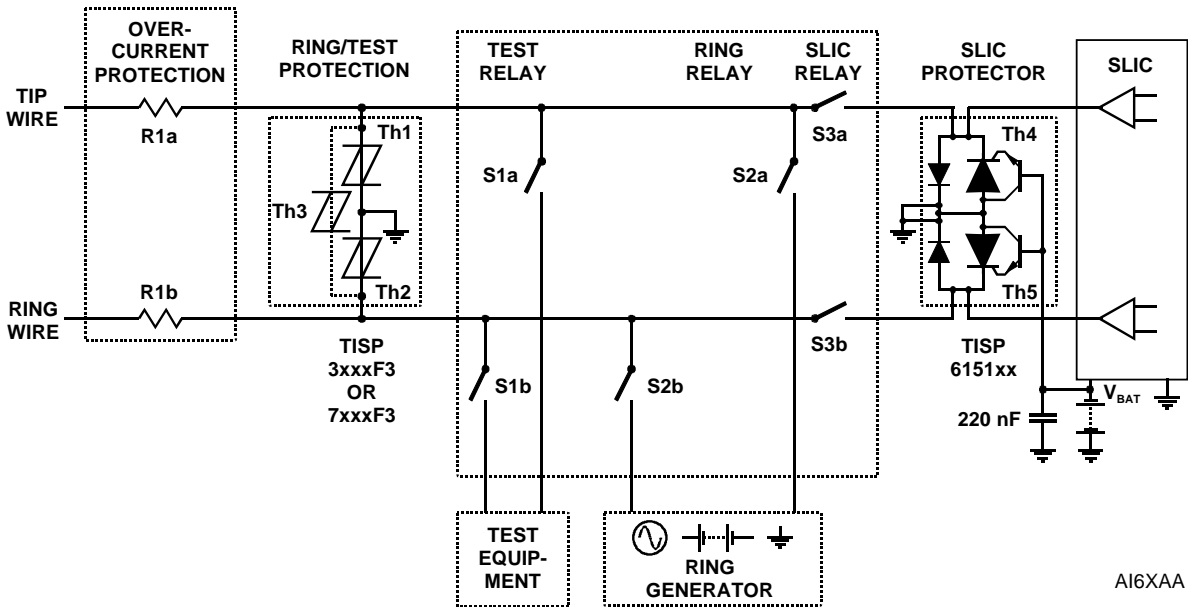 OVER-
CURRENT
PROTECTION
RING/TEST
PROTECTION
TEST
RELAY
RING
RELAY
SLIC
RELAY
SLIC
PROTECTOR
SLIC
TIP
WIRE
R1a
Th1
Th3
Th2
S1a
S2a
S3a
Th4
Th5
RING
WIRE
R1b
TISP
3xxxF3
OR
7xxxF3
S1b
S2b
S3b
TISP
6151xx
220 nF
VBAT
TEST
EQUIP-
MENT
RING
GENERATOR
AI6XAA